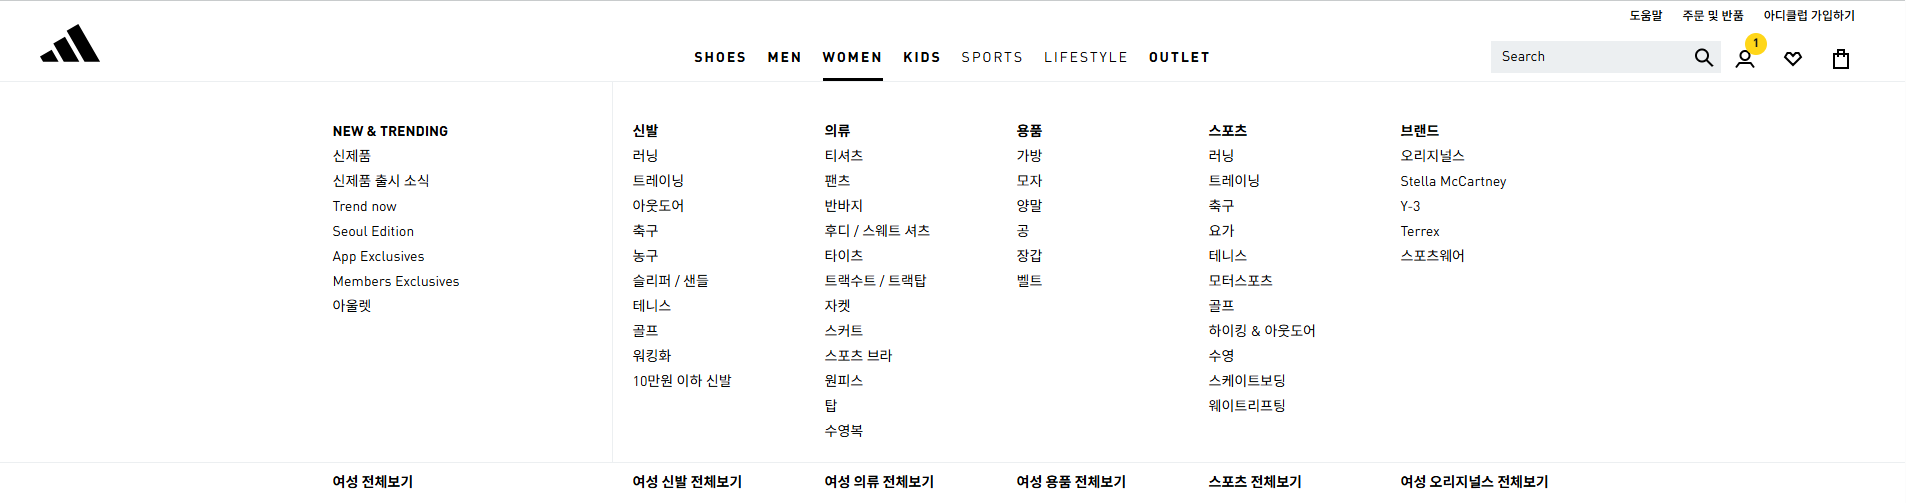 도움말 주문 및 반품 아디클럽 가입하기
SHOES MEN WOMEN KIDS SPORTS LIFESTYLE OUTLET
Search
1
NEW & TRENDING
신제품
신제품 출시 소식
Trend now
Seoul Edition
App Exclusives
Members Exclusives
아울렛
여성 전체보기
신발
러닝
트레이닝
아웃도어
축구
농구
슬리퍼 / 샌들
테니스
골프
워킹화
10만원 이하 신발
여성 신발 전체보기
의류
티셔츠
팬츠
반바지
후디 / 스웨트 셔츠
타이츠
트랙수트 / 트랙탑
자켓
스커트
스포츠 브라
원피스
탑
수영복
여성 의류 전체보기
용품
가방
모자
양말
공
장갑
벨트
여성 용품 전체보기
스포츠
러닝
트레이닝
축구
요가
테니스
모터스포츠
골프
하이킹 & 아웃도어
수영
스케이트보딩
웨이트리프팅
스포츠 전체보기
브랜드
오리지널스
Stella McCartney
Y-3
Terrex
스포츠웨어
여성 오리지널스 전체보기